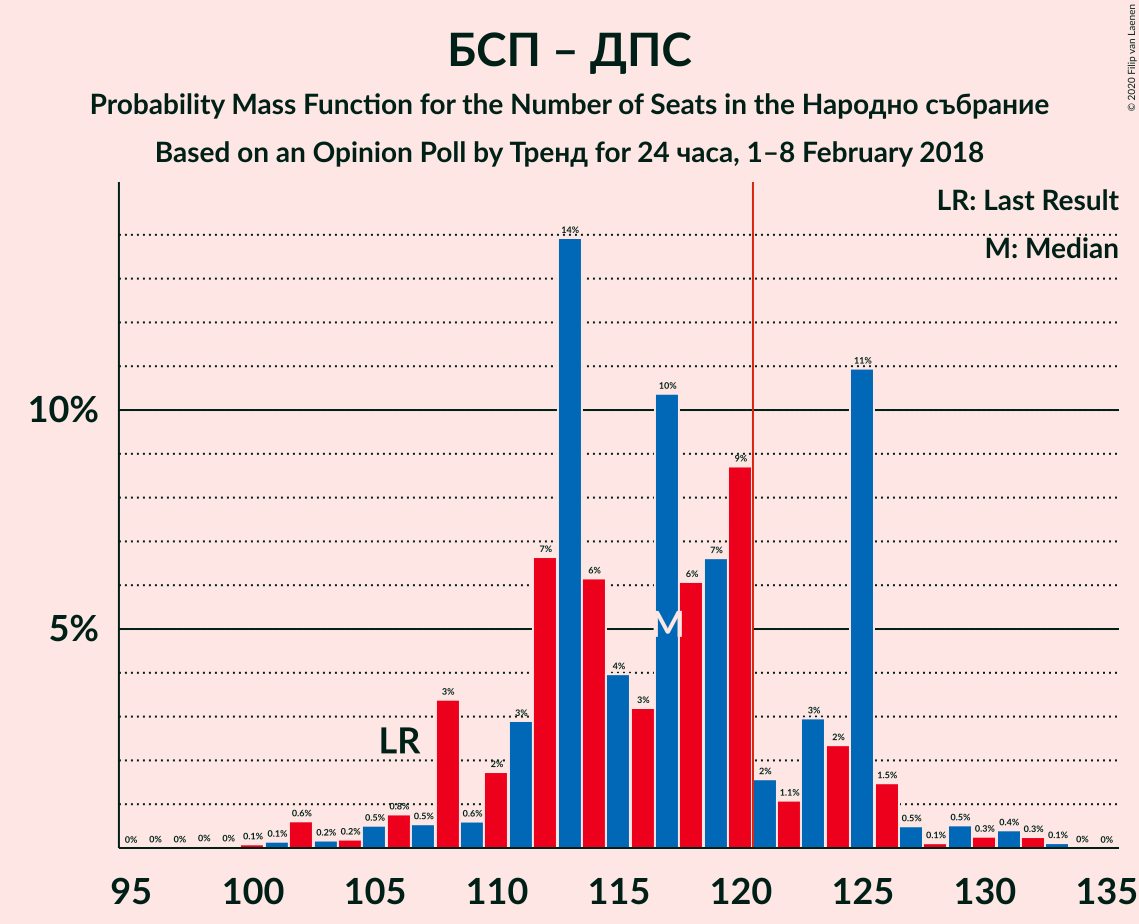 БСП – ДПС
Probability Mass Function for the Number of Seats in the Народно събрание
Based on an Opinion Poll by Тренд for 24 часа, 1–8 February 2018
© 2020 Filip van Laenen
LR: Last Result
M: Median
10%
5%
0% 0% 0% 0% 0% 0.1% 0.1% 0.6% 0.2% 0.2% 0.5% 0.8% 0.5% 3% 0.6% 2% 3% 7% 14% 6% 4% 3% 10% 6% 7% 9% 2% 1.1% 3% 2% 11% 1.5% 0.5% 0.1% 0.5% 0.3% 0.4% 0.3% 0.1% 0% 0%
LR
M
95 100 105 110 115 120 125 130 135